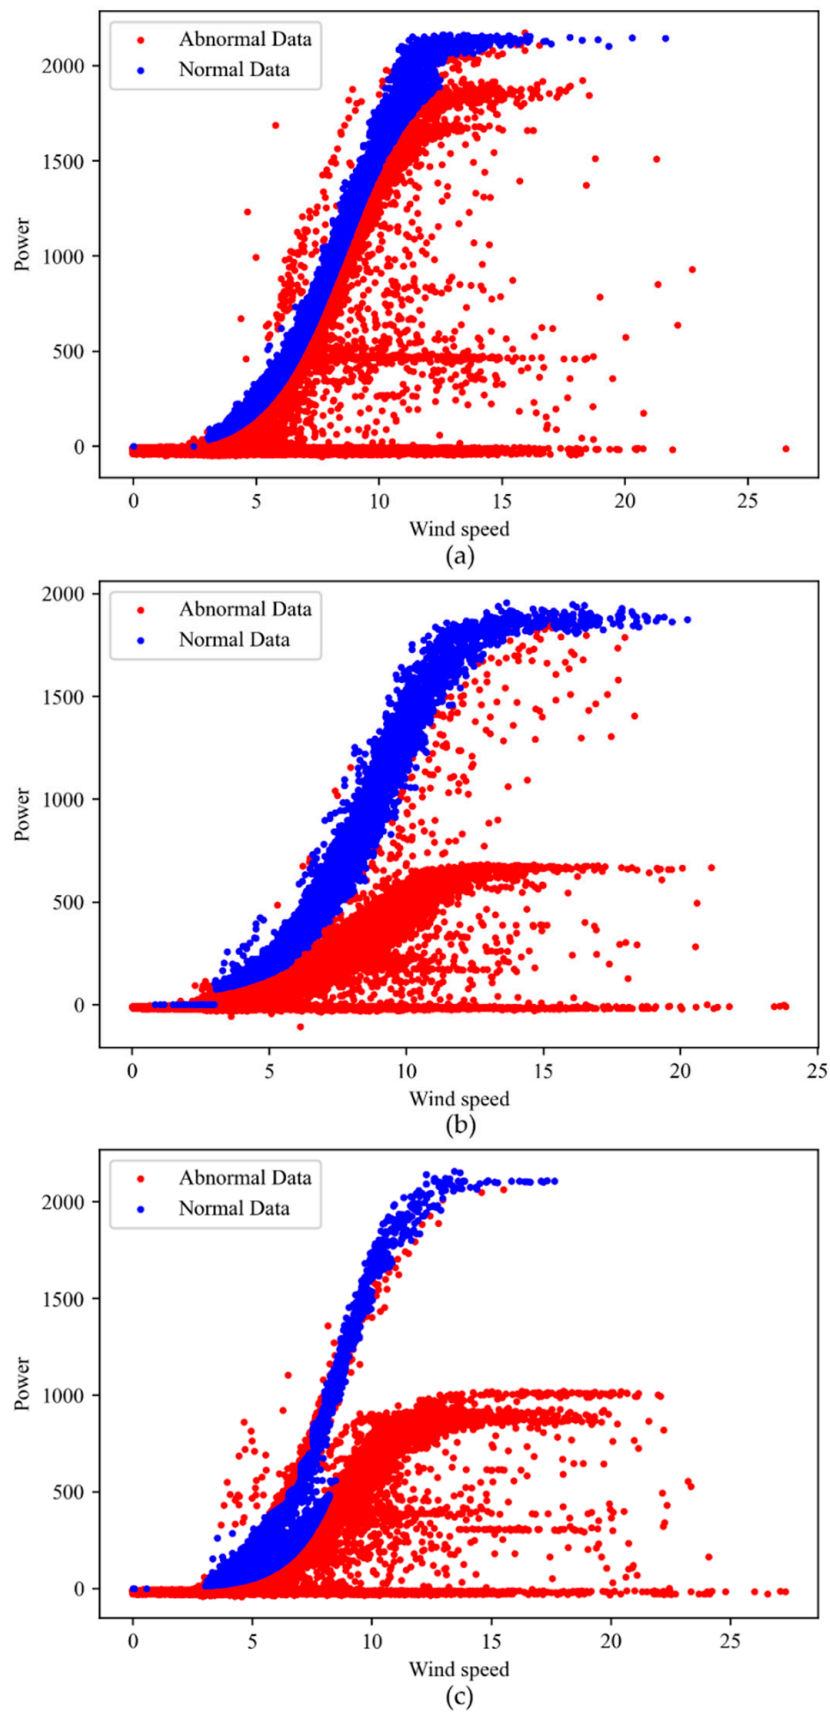 Abnormal Data
Normal Data
2000
1500
1000
500
0
Power
0 5 10 15 20 25
Wind speed
(a)
Abnormal Data
Normal Data
2000
1500
1000
500
0
Power
0 5 10 15 20 25
Wind speed
(b)
Abnormal Data
Normal Data
2000
1500
1000
500
0
Power
0 5 10 15 20 25
Wind speed
(c)